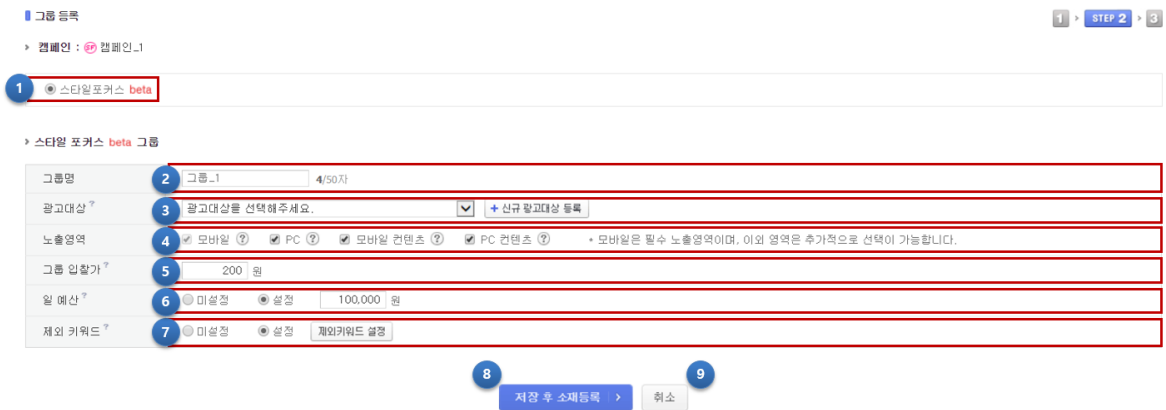 그룹 등록
1 > STEP 2 > 3
> 캠페인 : SF 캠페인_1
1 스타일포커스 beta
> 스타일 포커스 beta 그룹
그룹명 2 그룹_1 4/50자
광고대상 ? 3 광고대상을 선택해주세요. + 신규 광고대상 등록
노출영역 4 모바일 ? PC ? 모바일 컨텐츠 ? PC 컨텐츠 ? * 모바일은 필수 노출영역이며, 이외 영역은 추가적으로 선택이 가능합니다.
그룹 입찰가 ? 5 200 원
일 예산 ? 6 미설정 설정 100,000 원
제외 키워드 ? 7 미설정 설정 제외키워드 설정
8 9
저장 후 소재등록 > 취소